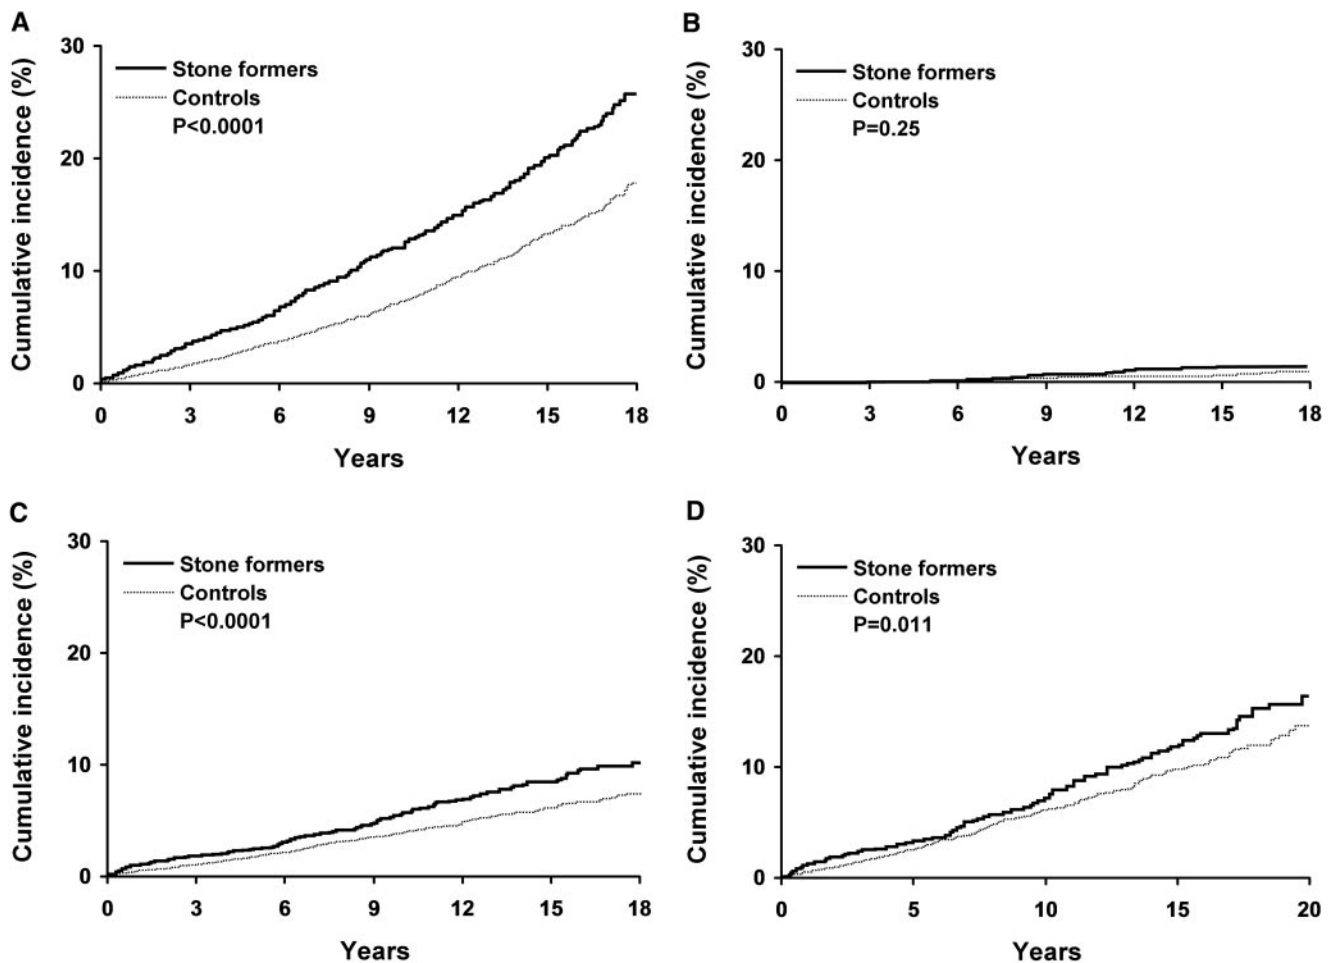 A
Cumulative incidence (%)
30
20
10
0
Stone formers
Controls
P<0.0001
0 3 6 9 12 15 18
Years
B
Cumulative incidence (%)
30
20
10
0
Stone formers
Controls
P=0.25
0 3 6 9 12 15 18
Years
C
Cumulative incidence (%)
30
20
10
0
Stone formers
Controls
P<0.0001
0 3 6 9 12 15 18
Years
D
Cumulative incidence (%)
30
20
10
0
Stone formers
Controls
P=0.011
0 5 10 15 20
Years